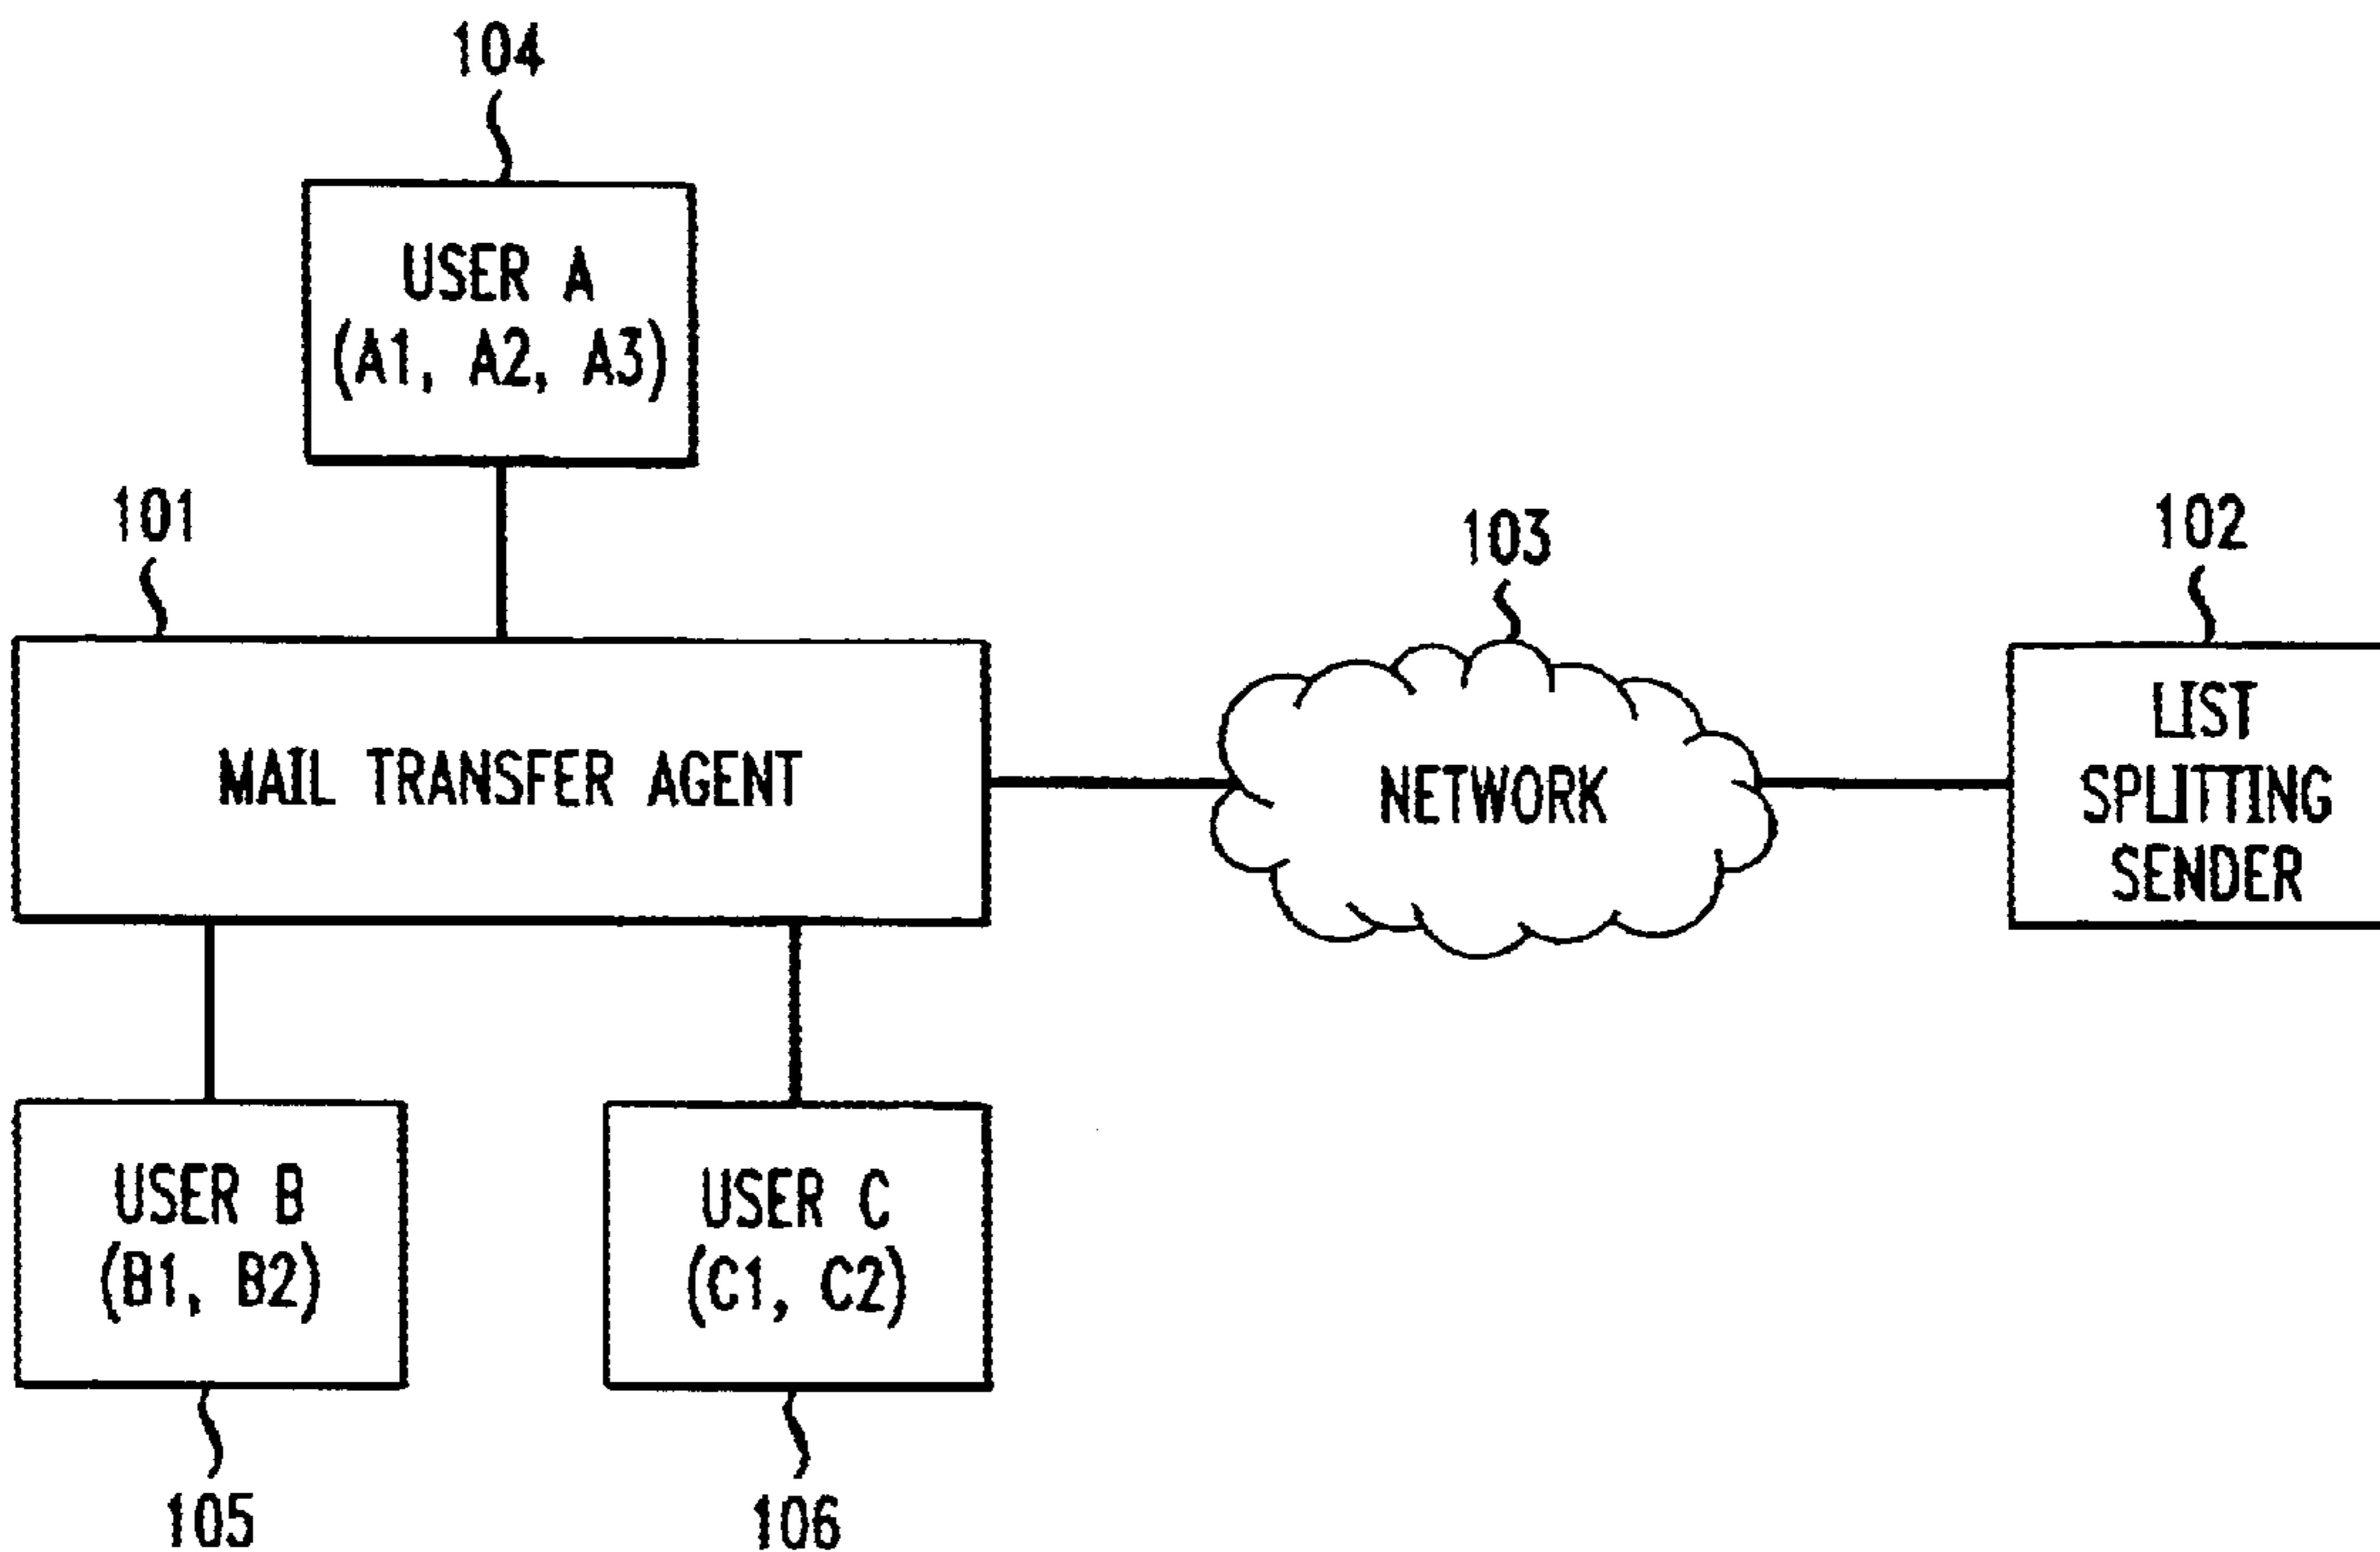 104
USER A
(A1, A2, A3)
101
103
102
MAIL TRANSFER AGENT
NETWORK
LIST
SPLITTING
SENDER
USER B
(B1, B2)
USER C
(C1, C2)
105
106